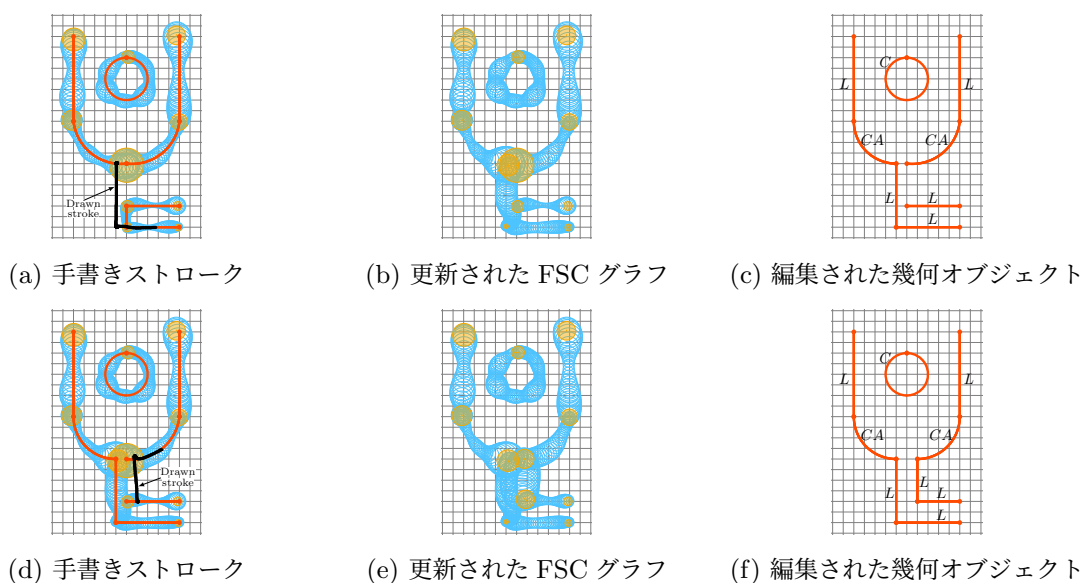 Drawn
stroke
C
L
L
CA
CA
L
L
L
(a) 手書きストローク
(b) 更新された FSC グラフ
(c) 編集された幾何オブジェクト
Drawn
stroke
C
L
L
CA
CA
L
L
L
L
(d) 手書きストローク
(e) 更新された FSC グラフ
(f) 編集された幾何オブジェクト